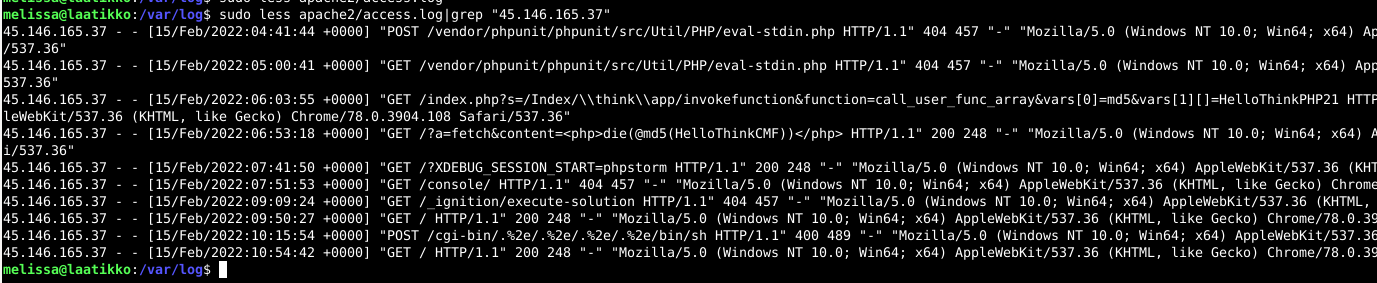 melissa@laatikko:/var/log$ sudo less apache2/access.log|grep "45.146.165.37"
45.146.165.37 - - [15/Feb/2022:04:41:44 +0000] "POST /vendor/phpunit/phpunit/src/Util/PHP/eval-stdin.php HTTP/1.1" 404 457 "-" "Mozilla/5.0 (Windows NT 10.0; Win64; x64) Ap
/537.36"
45.146.165.37 - - [15/Feb/2022:05:00:41 +0000] "GET /vendor/phpunit/phpunit/src/Util/PHP/eval-stdin.php HTTP/1.1" 404 457 "-" "Mozilla/5.0 (Windows NT 10.0; Win64; x64) App
537.36"
45.146.165.37 - - [15/Feb/2022:06:03:55 +0000] "GET /index.php?s=/Index/\\think\\app/invokefunction&function=call_user_func_array&vars[0]=md5&vars[1][]=HelloThinkPHP21 HTTP
leWebKit/537.36 (KHTML, like Gecko) Chrome/78.0.3904.108 Safari/537.36"
45.146.165.37 - - [15/Feb/2022:06:53:18 +0000] "GET /?a=fetch&content=<php>die(@md5(HelloThinkCMF))</php> HTTP/1.1" 200 248 "-" "Mozilla/5.0 (Windows NT 10.0; Win64; x64) A
i/537.36"
45.146.165.37 - - [15/Feb/2022:07:41:50 +0000] "GET /?XDEBUG_SESSION_START=phpstorm HTTP/1.1" 200 248 "-" "Mozilla/5.0 (Windows NT 10.0; Win64; x64) AppleWebKit/537.36 (KHT
45.146.165.37 - - [15/Feb/2022:07:51:53 +0000] "GET /console/ HTTP/1.1" 404 457 "-" "Mozilla/5.0 (Windows NT 10.0; Win64; x64) AppleWebKit/537.36 (KHTML, like Gecko) Chrome
45.146.165.37 - - [15/Feb/2022:09:09:24 +0000] "GET /_ignition/execute-solution HTTP/1.1" 404 457 "-" "Mozilla/5.0 (Windows NT 10.0; Win64; x64) AppleWebKit/537.36 (KHTML,
45.146.165.37 - - [15/Feb/2022:09:50:27 +0000] "GET / HTTP/1.1" 200 248 "-" "Mozilla/5.0 (Windows NT 10.0; Win64; x64) AppleWebKit/537.36 (KHTML, like Gecko) Chrome/78.0.39
45.146.165.37 - - [15/Feb/2022:10:15:54 +0000] "POST /cgi-bin/.%2e/.%2e/.%2e/.%2e/bin/sh HTTP/1.1" 400 489 "-" "Mozilla/5.0 (Windows NT 10.0; Win64; x64) AppleWebKit/537.36
45.146.165.37 - - [15/Feb/2022:10:54:42 +0000] "GET / HTTP/1.1" 200 248 "-" "Mozilla/5.0 (Windows NT 10.0; Win64; x64) AppleWebKit/537.36 (KHTML, like Gecko) Chrome/78.0.39
melissa@laatikko:/var/log$